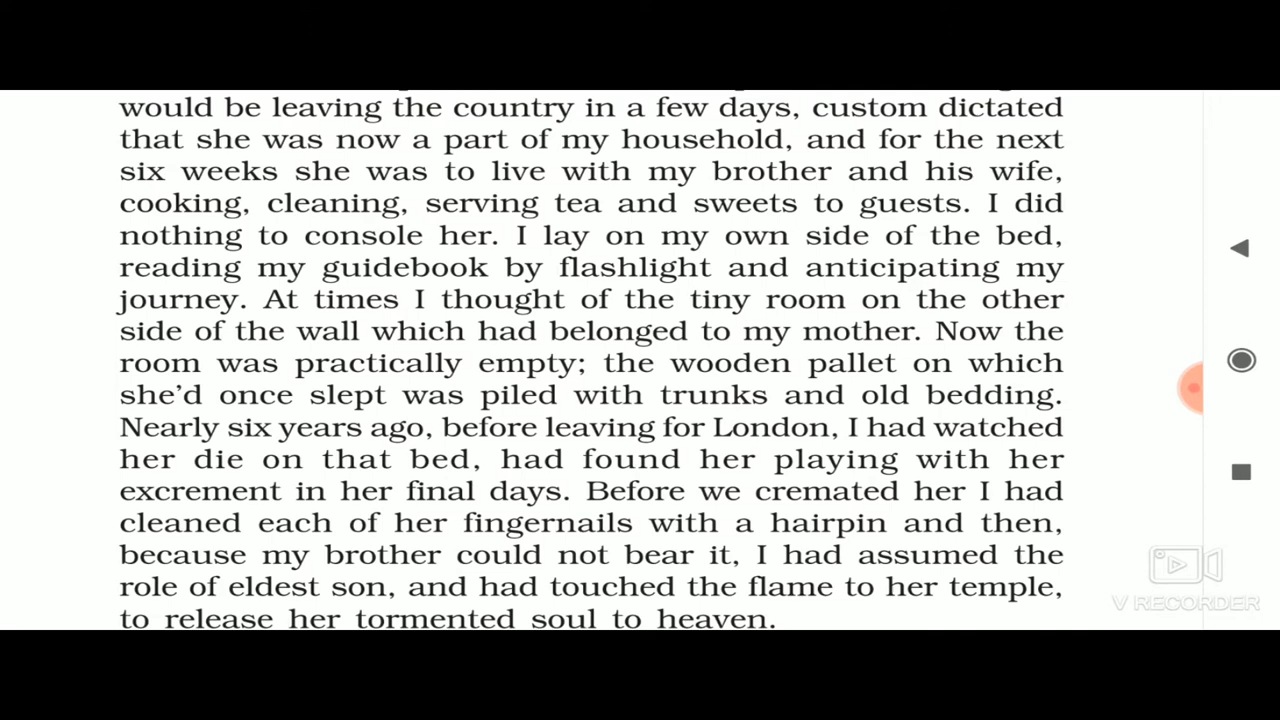 would be leaving the country in a few days, custom dictated
that she was now a part of my household, and for the next
six weeks she was to live with my brother and his wife,
cooking, cleaning, serving tea and sweets to guests. I did
nothing to console her. I lay on my own side of the bed,
reading my guidebook by flashlight and anticipating my
journey. At times I thought of the tiny room on the other
side of the wall which had belonged to my mother. Now the
room was practically empty; the wooden pallet on which
she’d once slept was piled with trunks and old bedding.
Nearly six years ago, before leaving for London, I had watched
her die on that bed, had found her playing with her
excrement in her final days. Before we cremated her I had
cleaned each of her fingernails with a hairpin and then,
because my brother could not bear it, I had assumed the
role of eldest son, and had touched the flame to her temple,
to release her tormented soul to heaven.
V RECORDER